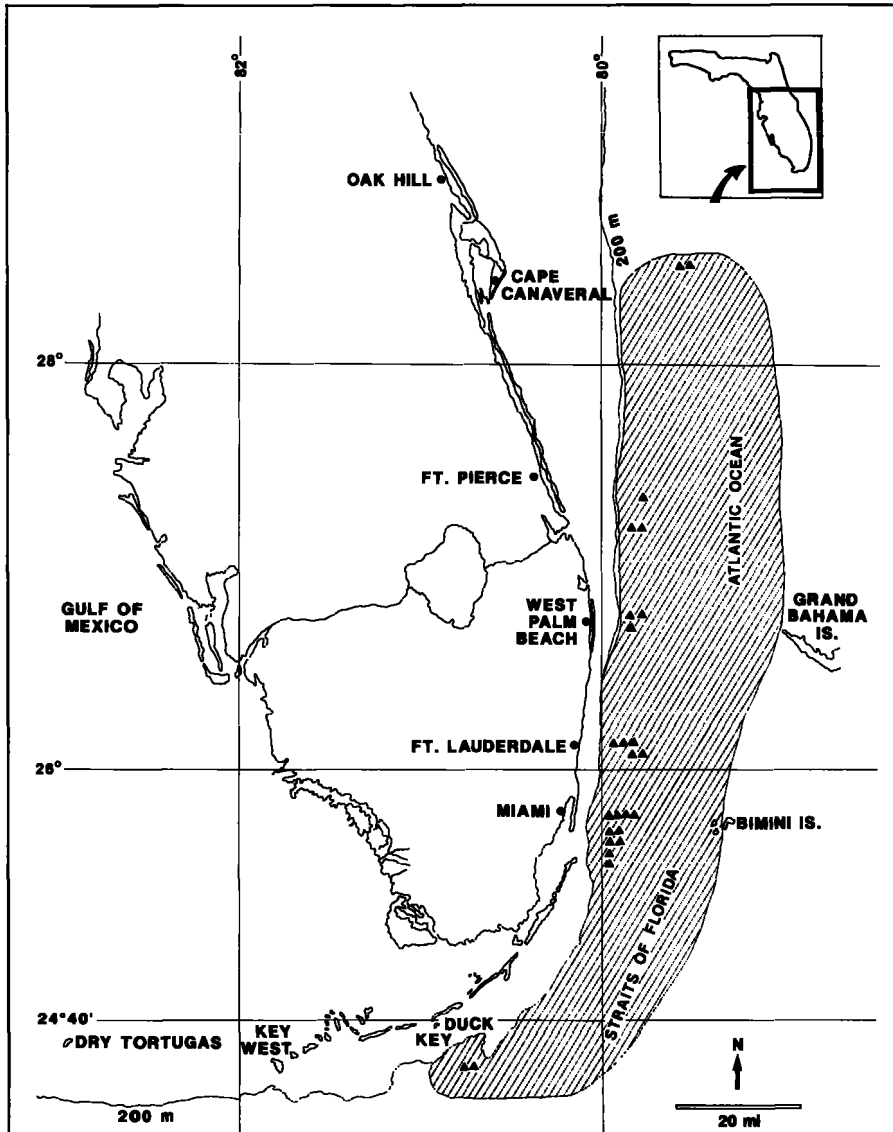 82°
80°
OAK HILL
200 m
CAPE
CANAVERAL
28°
ATLANTIC OCEAN
FT. PIERCE
GULF OF
MEXICO
WEST
PALM
BEACH
GRAND
BAHAMA
IS.
FT. LAUDERDALE
26°
MIAMI
BIMINI IS.
STRAITS OF FLORIDA
24°40'
DRY TORTUGAS
KEY
WEST
DUCK
KEY
N
200 m
20 mi